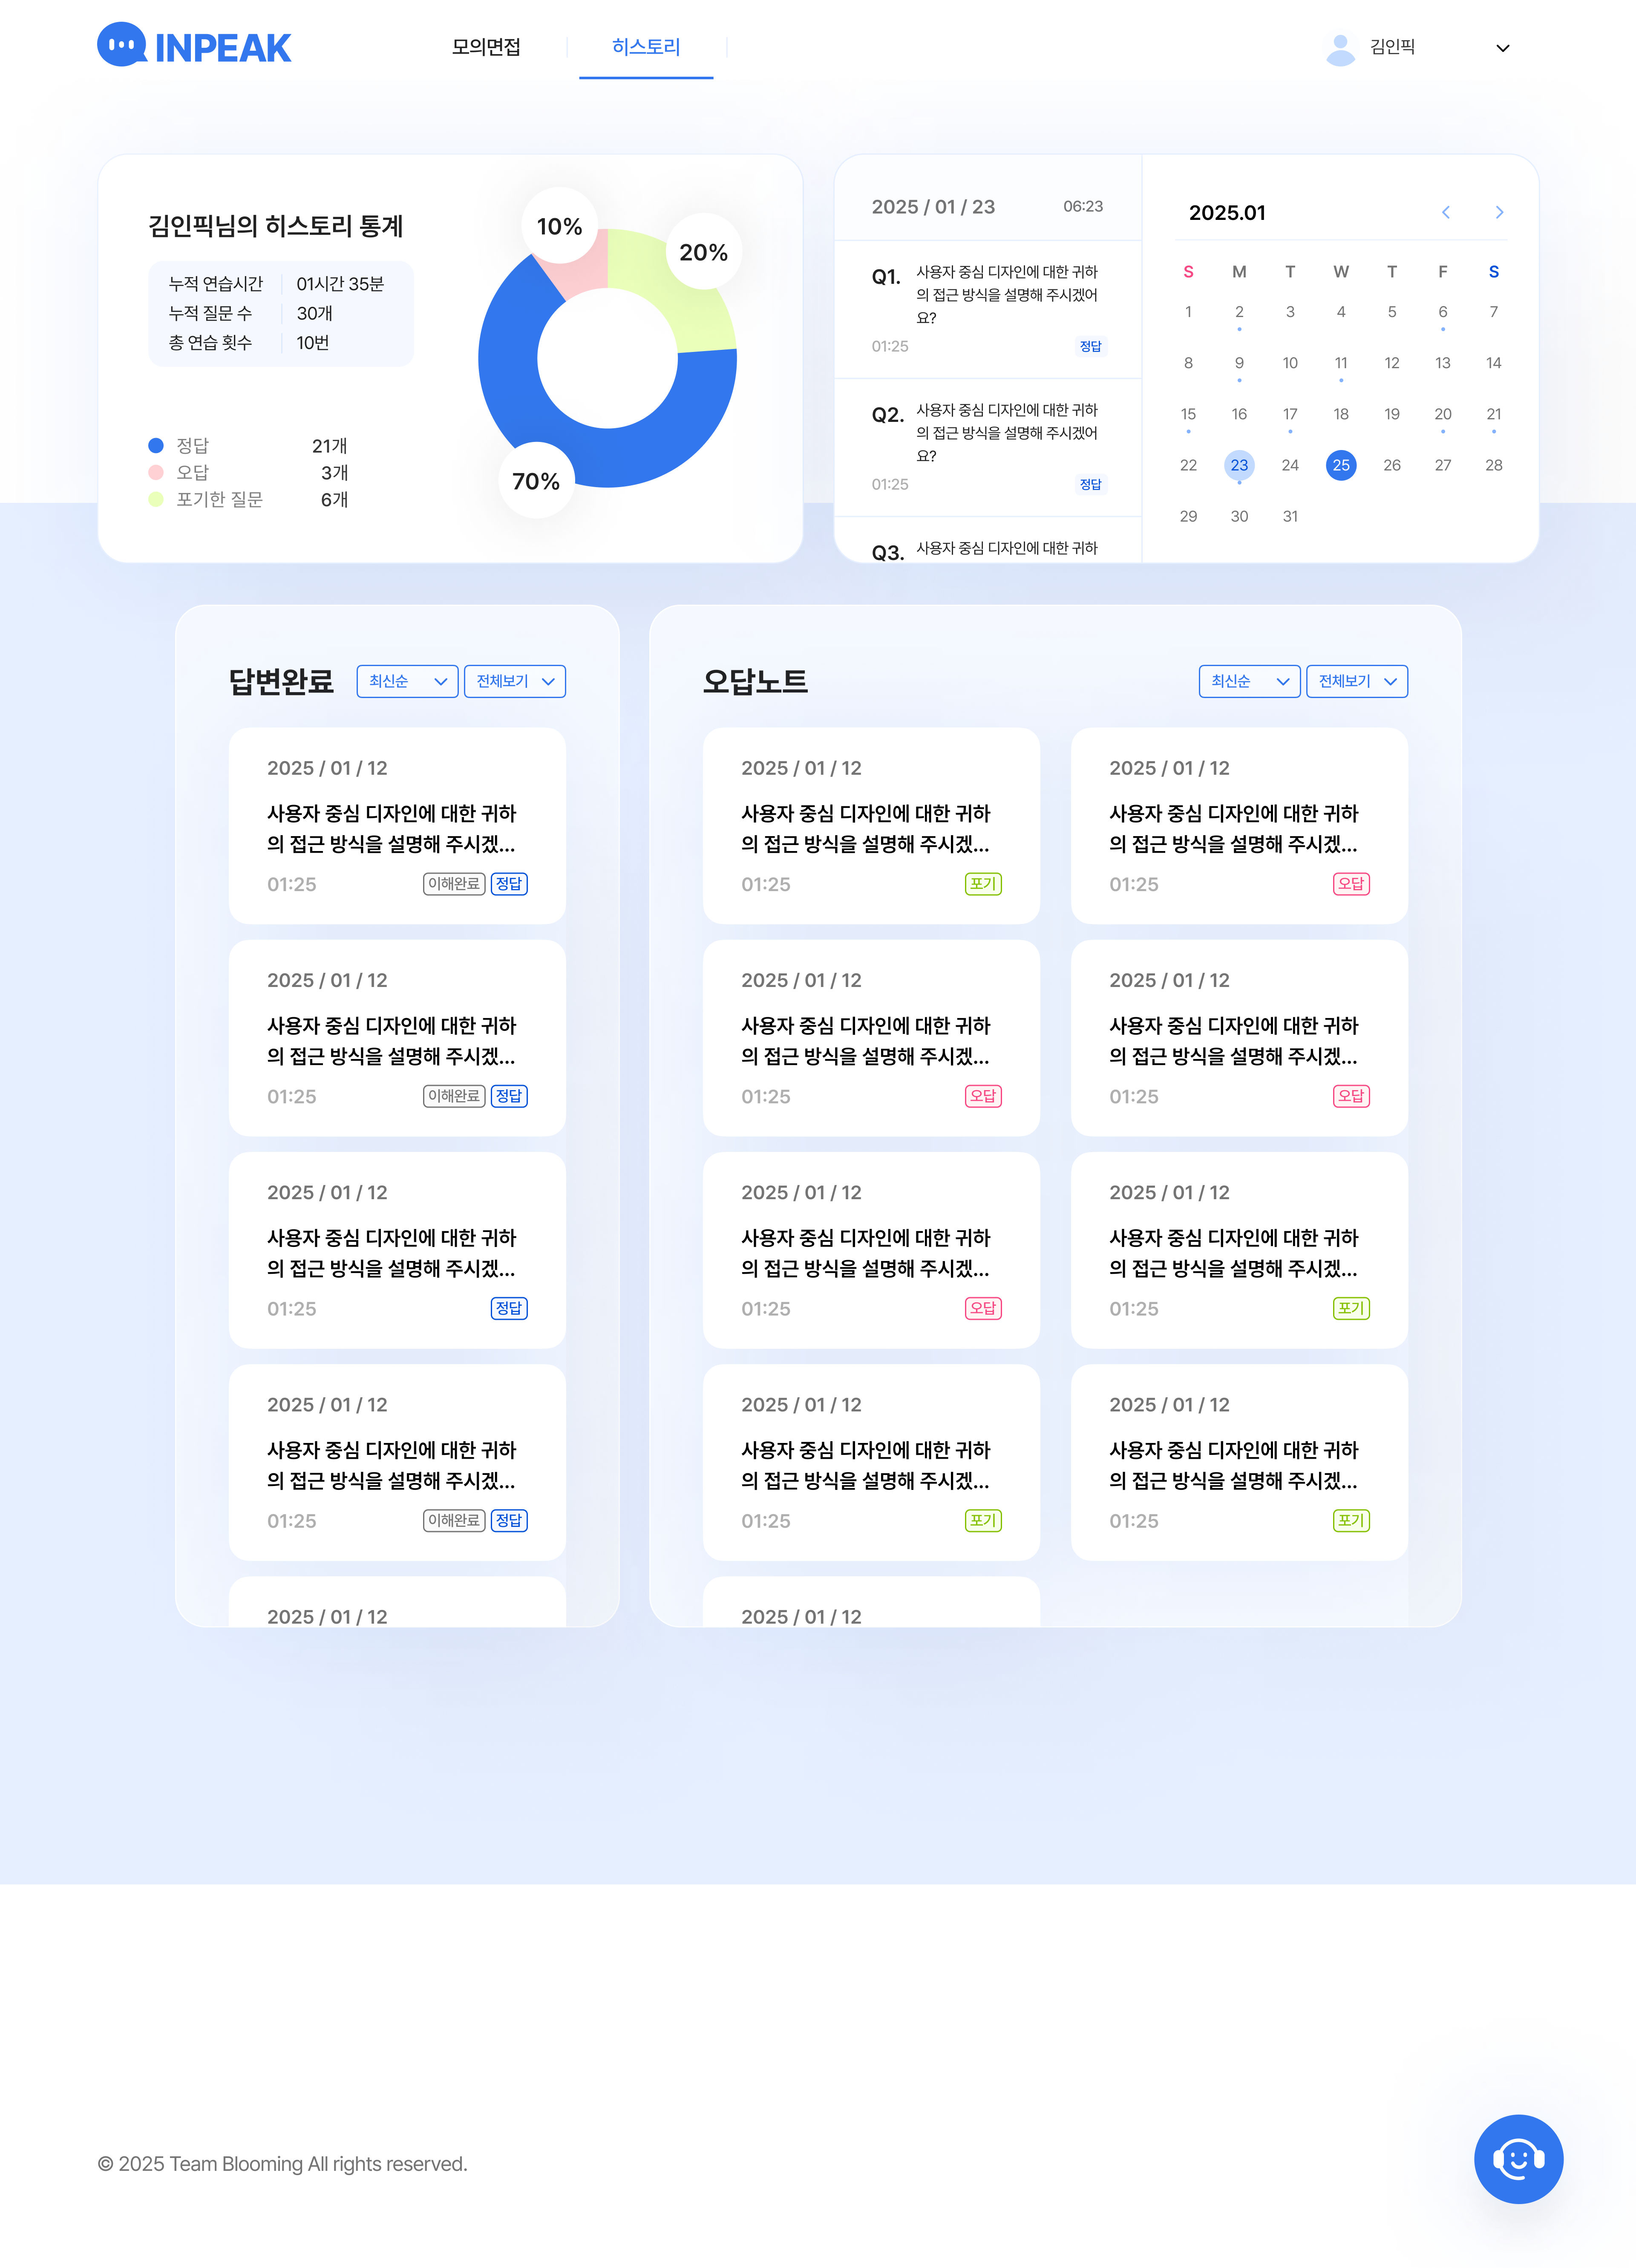 INPEAK
모의면접
히스토리
김인픽
김인픽님의 히스토리 통계
누적 연습시간 01시간 35분
누적 질문 수 30개
총 연습 횟수 10번
정답 21개
오답 3개
포기한 질문 6개
10%
20%
70%
2025 / 01 / 23 06:23
Q1. 사용자 중심 디자인에 대한 귀하
의 접근 방식을 설명해 주시겠어
요?
01:25 정답
Q2. 사용자 중심 디자인에 대한 귀하
의 접근 방식을 설명해 주시겠어
요?
01:25 정답
Q3. 사용자 중심 디자인에 대한 귀하
2025.01
S M T W T F S
1 2 3 4 5 6 7
8 9 10 11 12 13 14
15 16 17 18 19 20 21
22 23 24 25 26 27 28
29 30 31
답변완료 최신순 전체보기
2025 / 01 / 12
사용자 중심 디자인에 대한 귀하
의 접근 방식을 설명해 주시겠...
01:25 이해완료 정답
2025 / 01 / 12
사용자 중심 디자인에 대한 귀하
의 접근 방식을 설명해 주시겠...
01:25 이해완료 정답
2025 / 01 / 12
사용자 중심 디자인에 대한 귀하
의 접근 방식을 설명해 주시겠...
01:25 정답
2025 / 01 / 12
사용자 중심 디자인에 대한 귀하
의 접근 방식을 설명해 주시겠...
01:25 이해완료 정답
2025 / 01 / 12
오답노트 최신순 전체보기
2025 / 01 / 12
사용자 중심 디자인에 대한 귀하
의 접근 방식을 설명해 주시겠...
01:25 포기
2025 / 01 / 12
사용자 중심 디자인에 대한 귀하
의 접근 방식을 설명해 주시겠...
01:25 오답
2025 / 01 / 12
사용자 중심 디자인에 대한 귀하
의 접근 방식을 설명해 주시겠...
01:25 오답
2025 / 01 / 12
사용자 중심 디자인에 대한 귀하
의 접근 방식을 설명해 주시겠...
01:25 오답
2025 / 01 / 12
사용자 중심 디자인에 대한 귀하
의 접근 방식을 설명해 주시겠...
01:25 오답
2025 / 01 / 12
사용자 중심 디자인에 대한 귀하
의 접근 방식을 설명해 주시겠...
01:25 포기
2025 / 01 / 12
사용자 중심 디자인에 대한 귀하
의 접근 방식을 설명해 주시겠...
01:25 포기
2025 / 01 / 12
사용자 중심 디자인에 대한 귀하
의 접근 방식을 설명해 주시겠...
01:25 포기
2025 / 01 / 12
© 2025 Team Blooming All rights reserved.